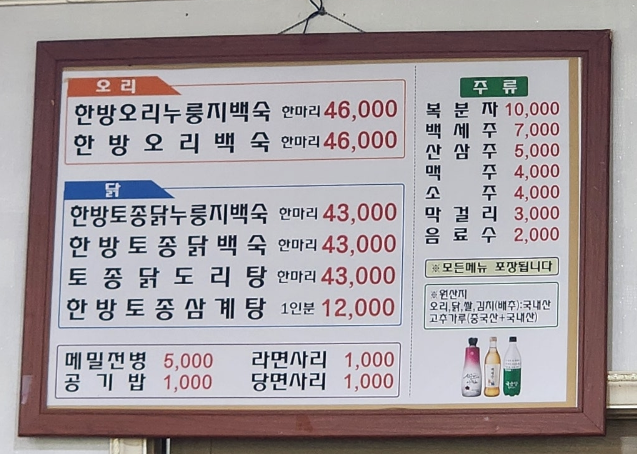 오리
한방오리누룽지백숙 한마리 46,000
한방오리백숙 한마리 46,000
닭
한방토종닭누룽지백숙 한마리 43,000
한방토종닭백숙 한마리 43,000
토종닭도리탕 한마리 43,000
한방토종삼계탕 1인분 12,000
메밀전병 5,000 라면사리 1,000
공기밥 1,000 당면사리 1,000
주류
복분자 10,000
백세주 7,000
산삼주 5,000
맥주 4,000
소주 4,000
막걸리 3,000
음료수 2,000
※모든메뉴 포장됩니다
※원산지
오리,닭,쌀,김치(배추):국내산
고추가루(중국산+국내산)